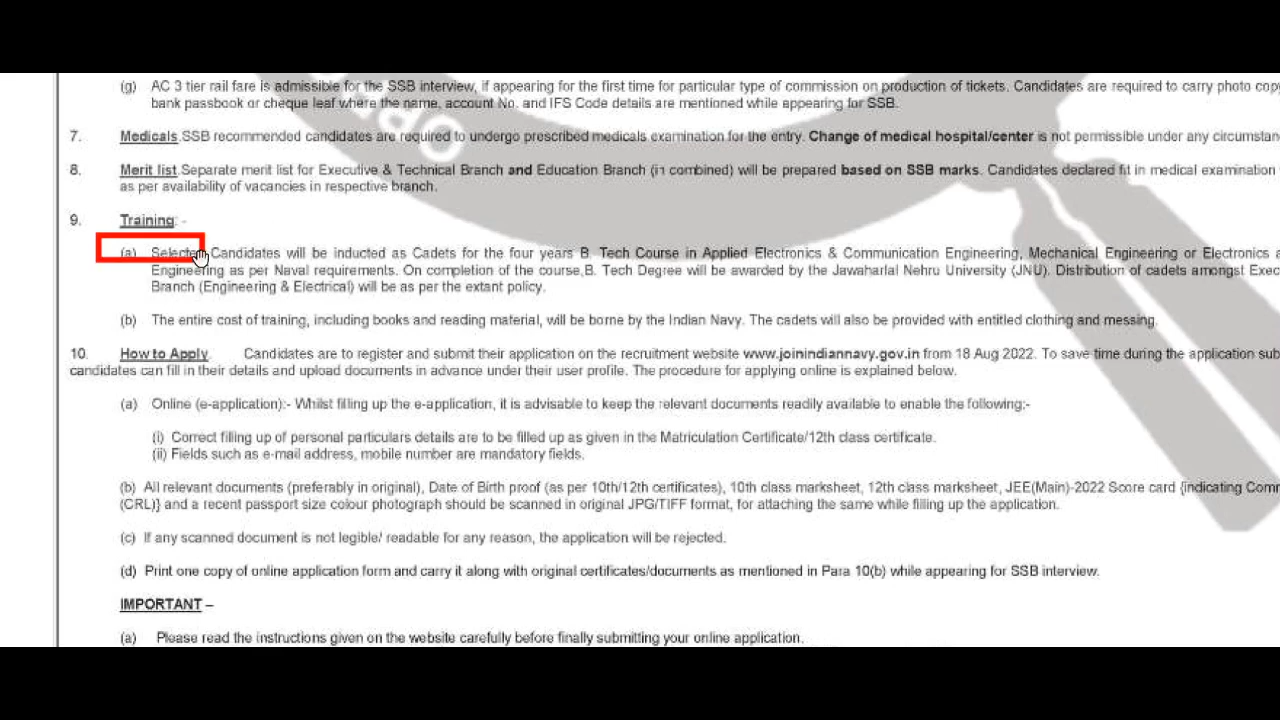 (g) AC 3 tier rail fare is admissible for the SSB interview, if appearing for the first time for particular type of commission on production of tickets. Candidates are required to carry photo copy
bank passbook or cheque leaf where the name, account No. and IFS Code details are mentioned while appearing for SSB.
7. Medicals.SSB recommended candidates are required to undergo prescribed medicals examination for the entry. Change of medical hospital/center is not permissible under any circumstan
8. Merit list.Separate merit list for Executive & Technical Branch and Education Branch (in combined) will be prepared based on SSB marks. Candidates declared fit in medical examination
as per availability of vacancies in respective branch.
9. Training: -
(a) Selected Candidates will be inducted as Cadets for the four years B. Tech Course in Applied Electronics & Communication Engineering, Mechanical Engineering or Electronics a
Engineering as per Naval requirements. On completion of the course,B. Tech Degree will be awarded by the Jawaharlal Nehru University (JNU). Distribution of cadets amongst Exec
Branch (Engineering & Electrical) will be as per the extant policy.
(b) The entire cost of training, including books and reading material, will be borne by the Indian Navy. The cadets will also be provided with entitled clothing and messing.
10. How to Apply. Candidates are to register and submit their application on the recruitment website www.joinindiannavy.gov.in from 18 Aug 2022. To save time during the application sub
candidates can fill in their details and upload documents in advance under their user profile. The procedure for applying online is explained below.
(a) Online (e-application):- Whilst filling up the e-application, it is advisable to keep the relevant documents readily available to enable the following:-
(i) Correct filling up of personal particulars details are to be filled up as given in the Matriculation Certificate/12th class certificate.
(ii) Fields such as e-mail address, mobile number are mandatory fields.
(b) All relevant documents (preferably in original), Date of Birth proof (as per 10th/12th certificates), 10th class marksheet, 12th class marksheet, JEE(Main)-2022 Score card {indicating Comm
(CRL)} and a recent passport size colour photograph should be scanned in original JPG/TIFF format, for attaching the same while filling up the application.
(c) If any scanned document is not legible/ readable for any reason, the application will be rejected.
(d) Print one copy of online application form and carry it along with original certificates/documents as mentioned in Para 10(b) while appearing for SSB interview.
IMPORTANT –
(a) Please read the instructions given on the website carefully before finally submitting your online application.